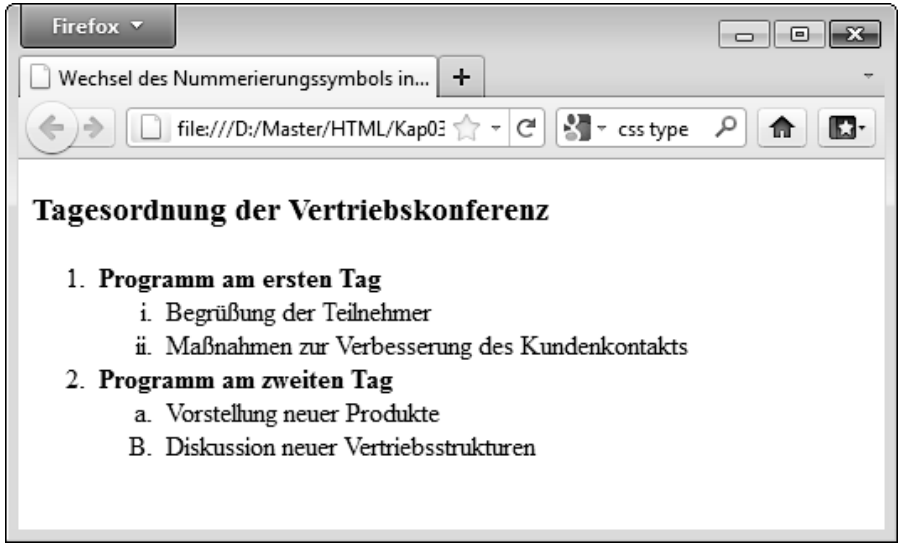 Firefox
Wechsel des Nummerierungssymbols in...
file:///D:/Master/HTML/Kap03
css type
Tagesordnung der Vertriebskonferenz
1. Programm am ersten Tag
i. Begrüßung der Teilnehmer
ii. Maßnahmen zur Verbesserung des Kundenkontakts
2. Programm am zweiten Tag
a. Vorstellung neuer Produkte
B. Diskussion neuer Vertriebsstrukturen